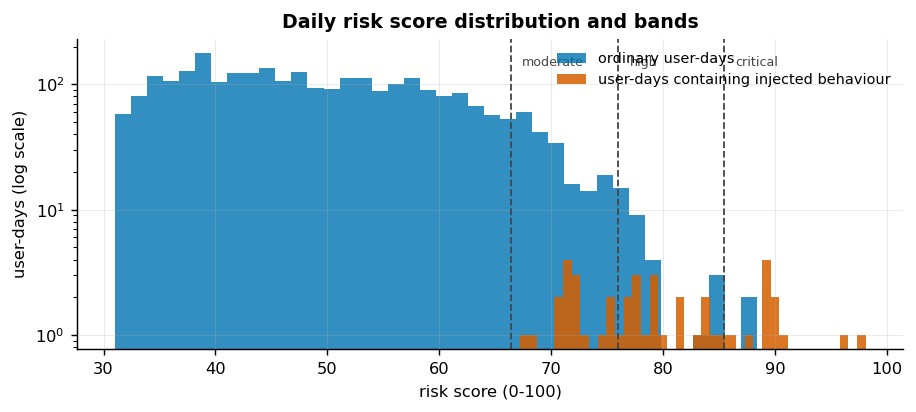 Daily risk score distribution and bands
ordinary user-days
user-days containing injected behaviour
moderate
high
critical
user-days (log scale)
10²
10¹
10⁰
30 40 50 60 70 80 90 100
risk score (0-100)